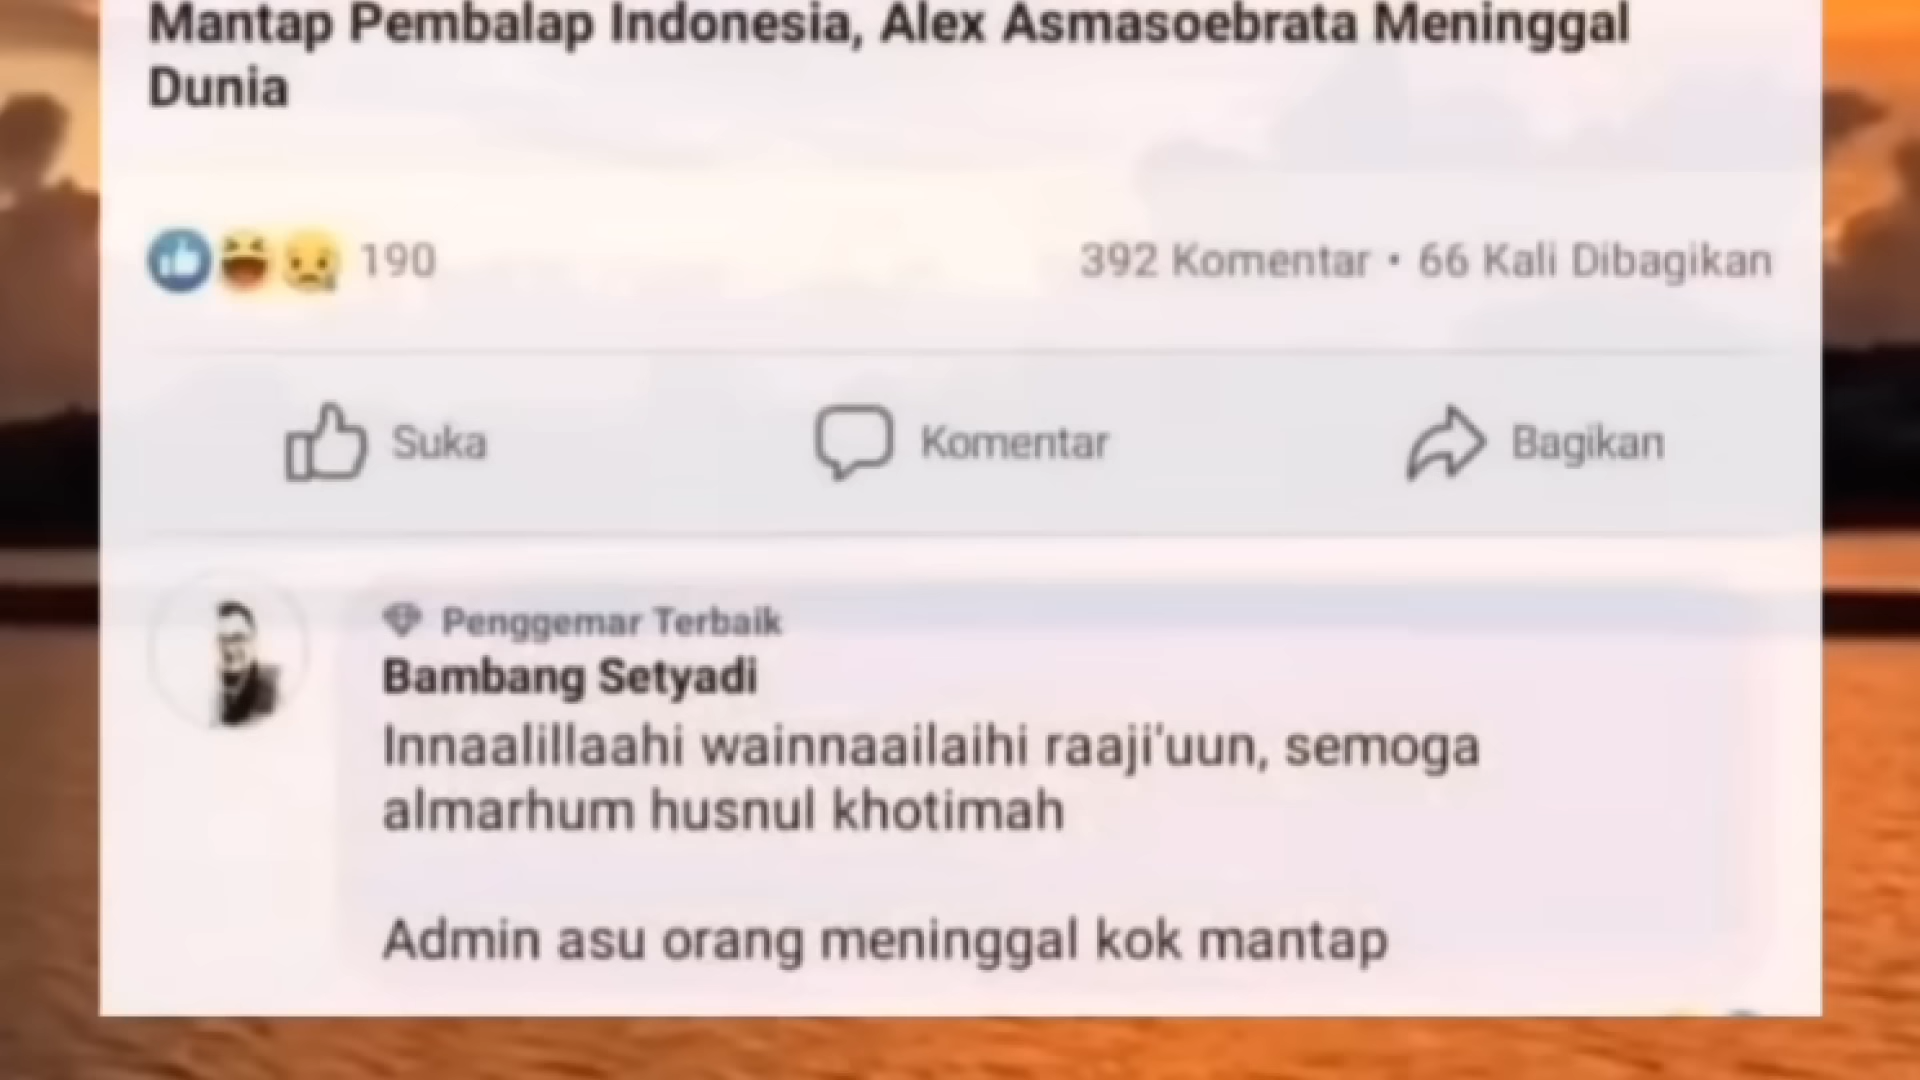 Mantap Pembalap Indonesia, Alex Asmasoebrata Meninggal
Dunia
190
392 Komentar • 66 Kali Dibagikan
Suka
Komentar
Bagikan
Penggemar Terbaik
Bambang Setyadi
Innaalillaahi wainnaailaihi raaji'uun, semoga
almarhum husnul khotimah
Admin asu orang meninggal kok mantap